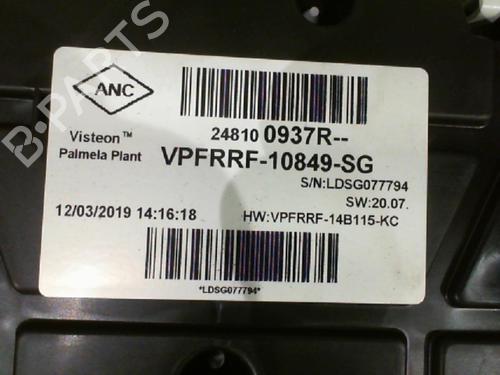 ANC
Visteon™
Palmela Plant
24810 0937R--
VPFRRF-10849-SG
S/N:LDSG077794
SW:20.07.
12/03/2019 14:16:18
HW:VPFRRF-14B115-KC
*LDSG077794*
B-PARTS